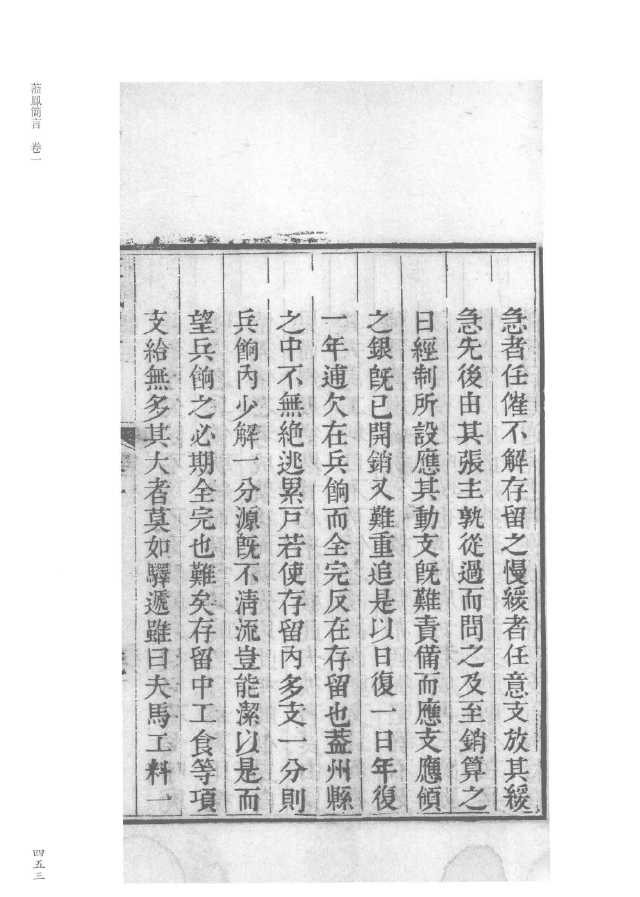 急者任催不解存留之慢緩者任意支放其緩
急先後由其張主孰從過而問之及至銷算之
日經制所設應其動支旣難責備而應支應傾
之銀旣已開銷又難重追是以日復一日年復
一年逋欠在兵餉而全完反在存留也葢州縣
之中不無絶逃累戸若使存留內多支一分則
兵餉內少解一分源旣不淸流豈能潔以是而
望兵餉之必期全完也難矣存留中工食等項
支給無多其大者莫如驛遞雖曰夫馬工料一
卷一
四五三